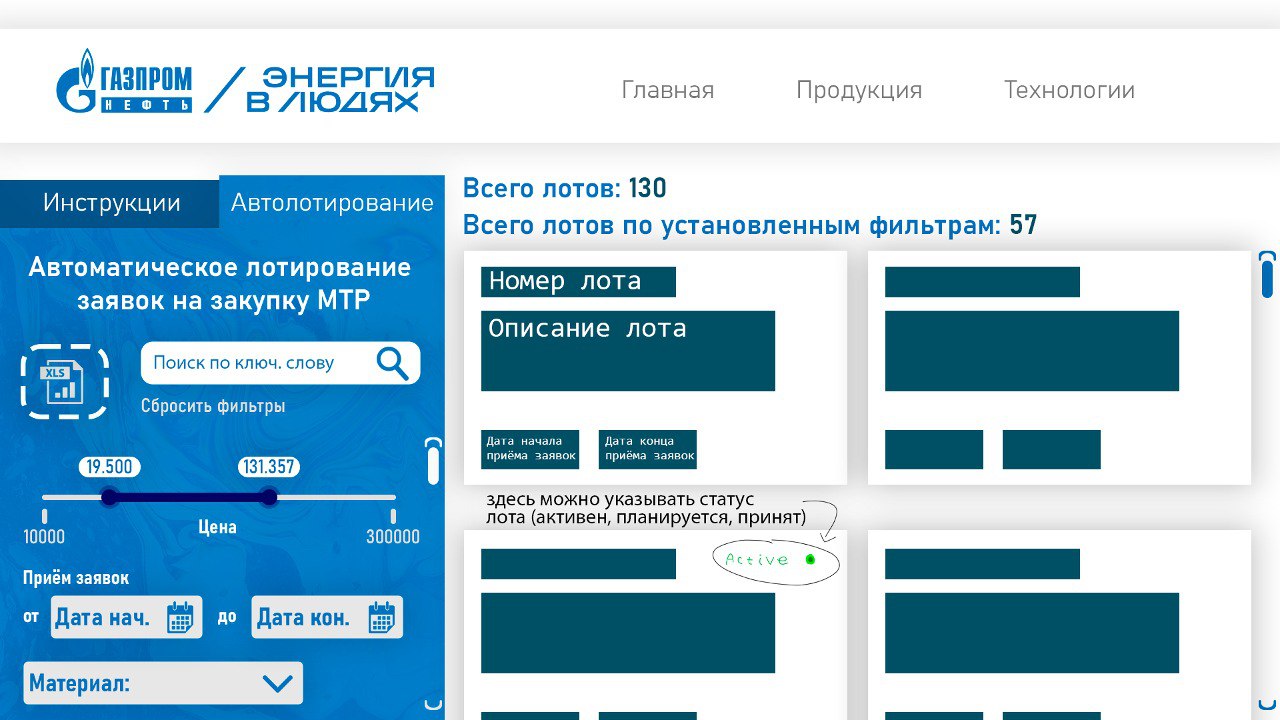 ГАЗПРОМ
НЕФТЬ
ЭНЕРГИЯ
В ЛЮДЯХ
Главная
Продукция
Технологии
Инструкции
Автолотирование
Автоматическое лотирование
заявок на закупку МТР
XLS
Поиск по ключ. слову
Сбросить фильтры
19.500
131.357
10000
Цена
300000
Приём заявок
от
Дата нач.
до
Дата кон.
Материал:
Всего лотов: 130
Всего лотов по установленным фильтрам: 57
Номер лота
Описание лота
Дата начала
приёма заявок
Дата конца
приёма заявок
здесь можно указывать статус
лота (активен, планируется, принят)
Active